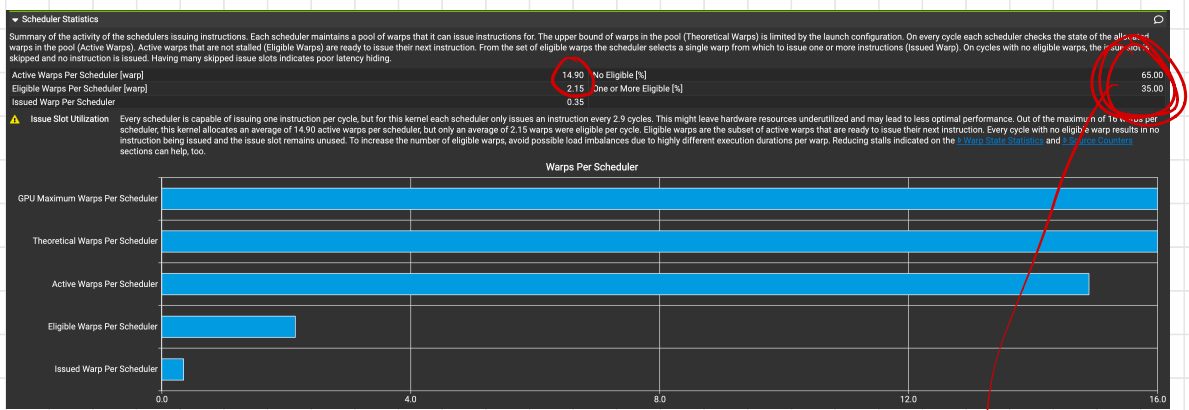 Scheduler Statistics
Summary of the activity of the schedulers issuing instructions. Each scheduler maintains a pool of warps that it can issue instructions for. The upper bound of warps in the pool (Theoretical Warps) is limited by the launch configuration. On every cycle each scheduler checks the state of the allocated
warps in the pool (Active Warps). Active warps that are not stalled (Eligible Warps) are ready to issue their next instruction. From the set of eligible warps the scheduler selects a single warp from which to issue one or more instructions (Issued Warp). On cycles with no eligible warps, the issue slot is
skipped and no instruction is issued. Having many skipped issue slots indicates poor latency hiding.
Active Warps Per Scheduler [warp] 14.90 No Eligible [%] 65.00
Eligible Warps Per Scheduler [warp] 2.15 One or More Eligible [%] 35.00
Issued Warp Per Scheduler 0.35
Issue Slot Utilization Every scheduler is capable of issuing one instruction per cycle, but for this kernel each scheduler only issues an instruction every 2.9 cycles. This might leave hardware resources underutilized and may lead to less optimal performance. Out of the maximum of 16 warps per
scheduler, this kernel allocates an average of 14.90 active warps per scheduler, but only an average of 2.15 warps were eligible per cycle. Eligible warps are the subset of active warps that are ready to issue their next instruction. Every cycle with no eligible warp results in no
instruction being issued and the issue slot remains unused. To increase the number of eligible warps, avoid possible load imbalances due to highly different execution durations per warp. Reducing stalls indicated on the Warp State Statistics and Source Counters
sections can help, too.
Warps Per Scheduler
GPU Maximum Warps Per Scheduler
Theoretical Warps Per Scheduler
Active Warps Per Scheduler
Eligible Warps Per Scheduler
Issued Warp Per Scheduler
0.0 4.0 8.0 12.0 16.0